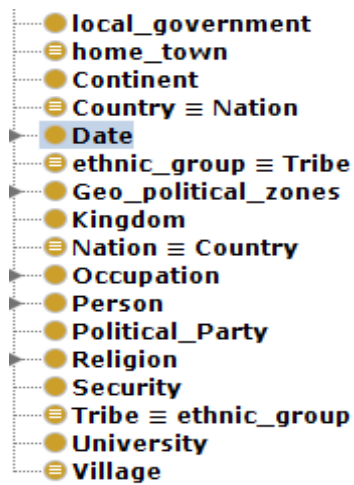 local_government
home_town
Continent
Country ≡ Nation
Date
ethnic_group ≡ Tribe
Geo_political_zones
Kingdom
Nation ≡ Country
Occupation
Person
Political_Party
Religion
Security
Tribe ≡ ethnic_group
University
Village